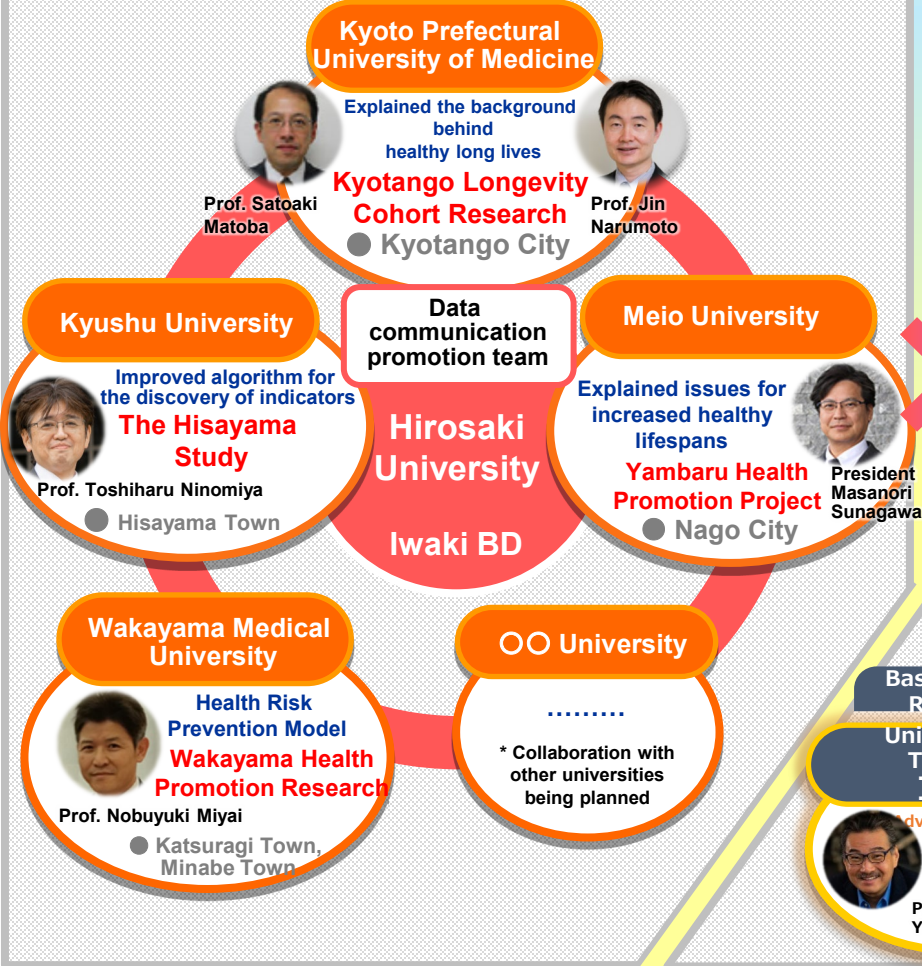 Kyoto Prefectural
University of Medicine
Explained the background
behind
healthy long lives
Kyotango Longevity
Cohort Research
● Kyotango City
Prof. Satoaki
Matoba
Prof. Jin
Narumoto
Kyushu University
Improved algorithm for
the discovery of indicators
The Hisayama
Study
Prof. Toshiharu Ninomiya
● Hisayama Town
Data
communication
promotion team
Hirosaki
University
Iwaki BD
Meio University
Explained issues for
increased healthy
lifespans
Yambaru Health
Promotion Project
● Nago City
President
Masanori
Sunagawa
Wakayama Medical
University
Health Risk
Prevention Model
Wakayama Health
Promotion Research
Prof. Nobuyuki Miyai
● Katsuragi Town,
Minabe Town
○○ University
………
* Collaboration with
other universities
being planned